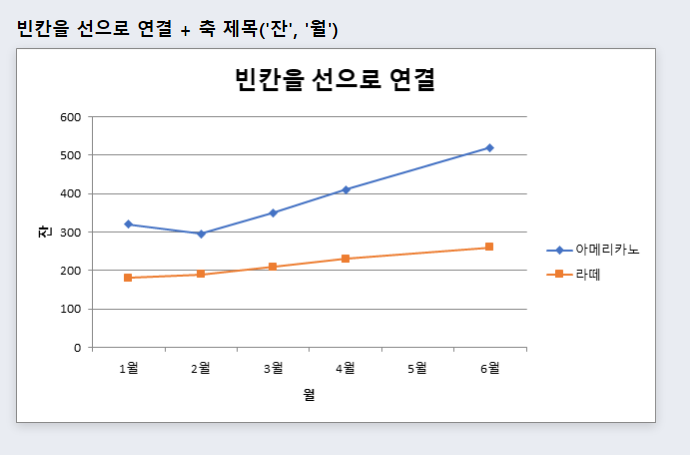 빈칸을 선으로 연결 + 축 제목('잔', '월')
빈칸을 선으로 연결
600
500
400
300
200
100
0
잔
1월 2월 3월 4월 5월 6월
월
아메리카노
라떼